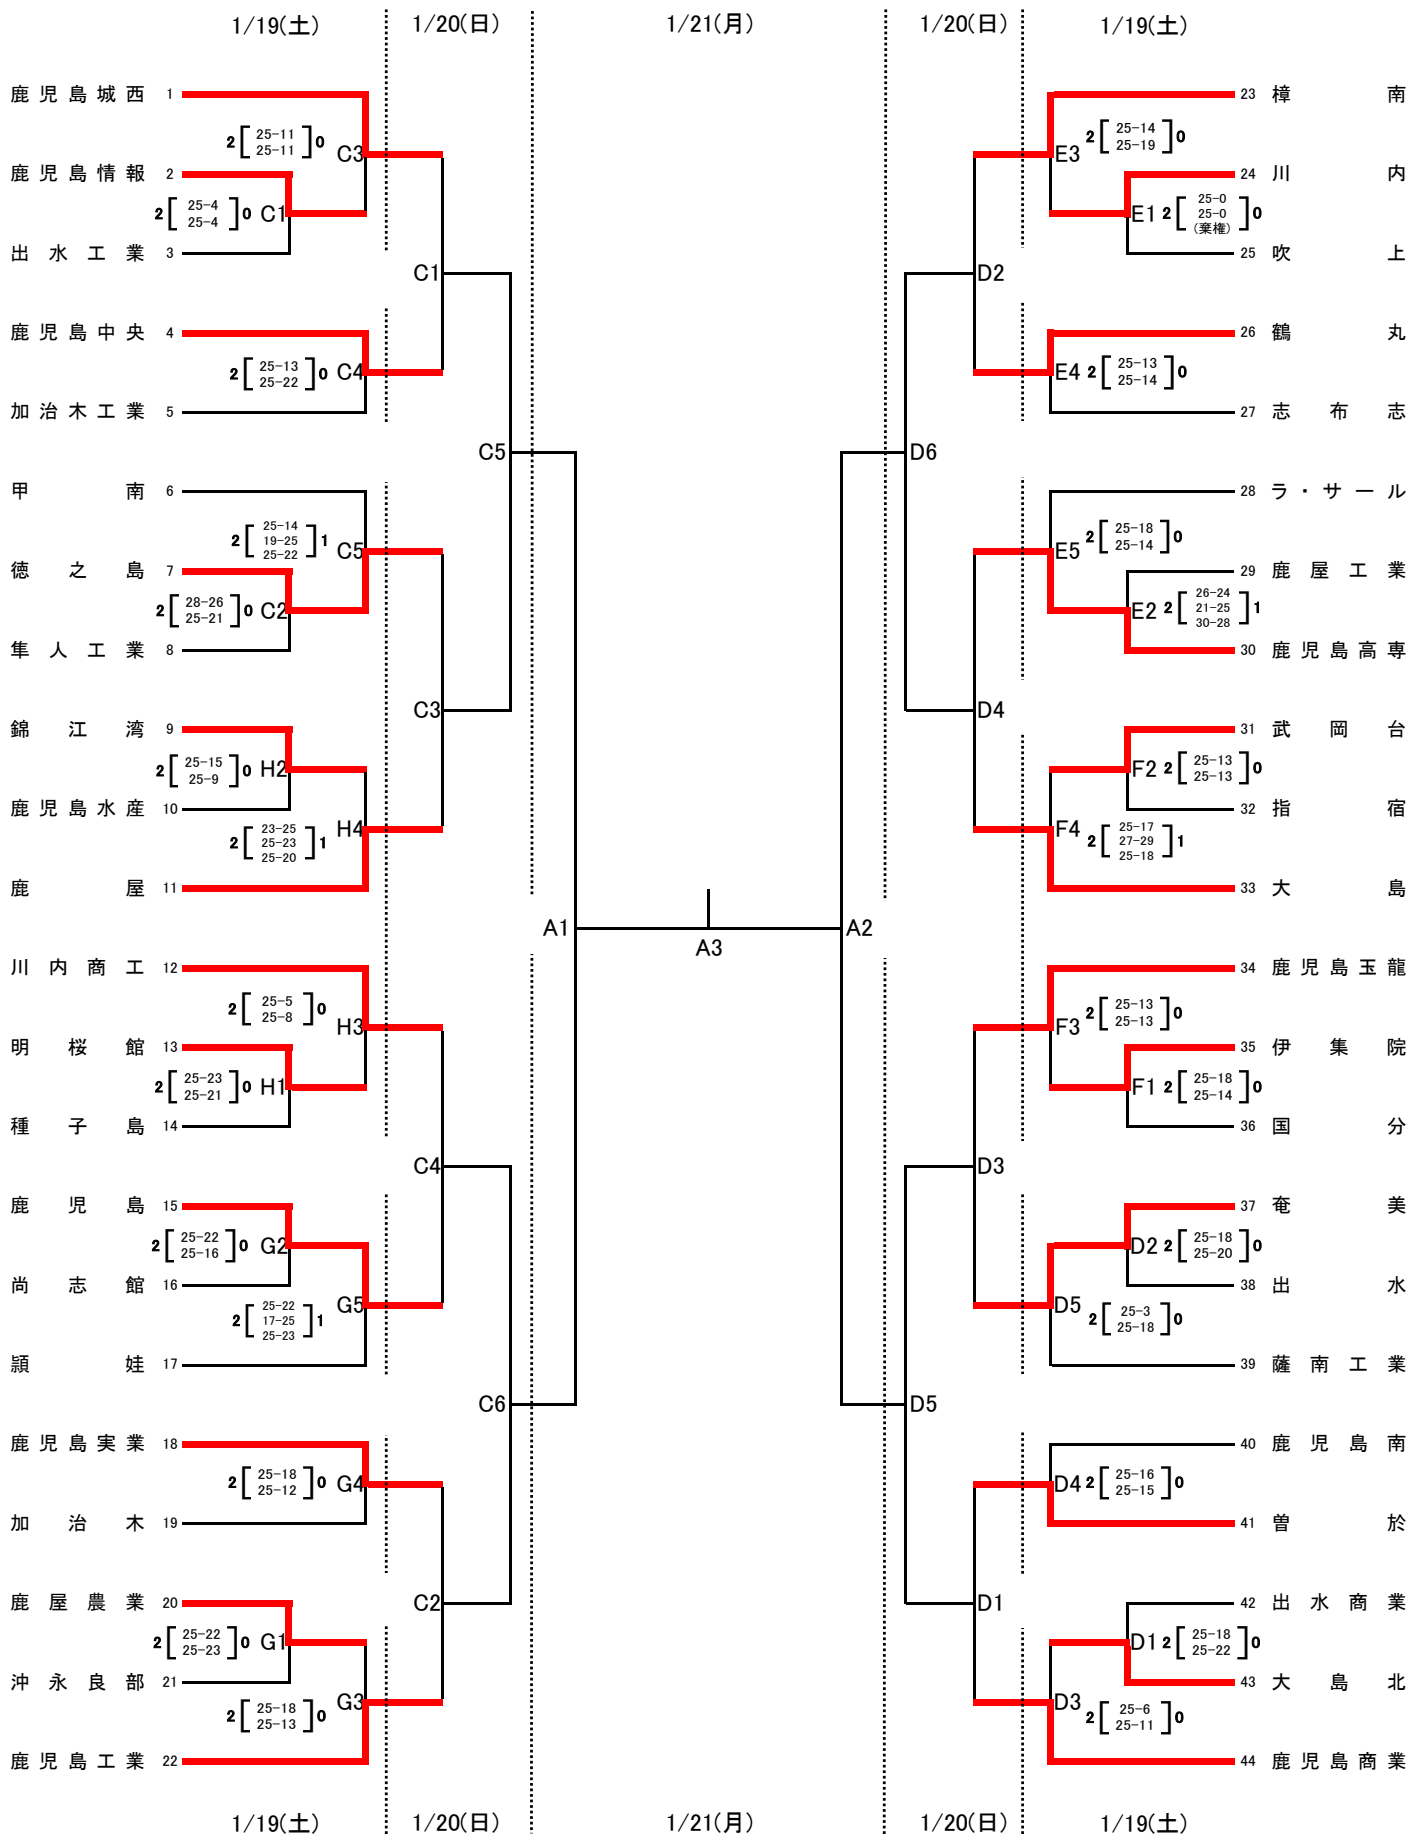 1/19(土) 1/20(日) 1/21(月) 1/20(日) 1/19(土)
鹿児島城西 1
2 [ 25-11 25-11 ] 0 C3
鹿児島情報 2
2 [ 25-4 25-4 ] 0 C1
出水工業 3
C1
鹿児島中央 4
2 [ 25-13 25-22 ] 0 C4
加治木工業 5
C5
甲南 6
2 [ 25-14 19-25 25-22 ] 1 C5
徳之島 7
2 [ 28-26 25-21 ] 0 C2
隼人工業 8
C3
錦江湾 9
2 [ 25-15 25-9 ] 0 H2
鹿児島水産 10
2 [ 23-25 25-23 25-20 ] 1 H4
鹿屋 11
A1
川内商工 12
2 [ 25-5 25-8 ] 0 H3
明桜館 13
2 [ 25-23 25-21 ] 0 H1
種子島 14
C4
鹿児島 15
2 [ 25-22 25-16 ] 0 G2
尚志館 16
2 [ 25-22 17-25 25-23 ] 1 G5
頴娃 17
C6
鹿児島実業 18
2 [ 25-18 25-12 ] 0 G4
加治木 19
C2
鹿屋農業 20
2 [ 25-22 25-23 ] 0 G1
沖永良部 21
2 [ 25-18 25-13 ] 0 G3
鹿児島工業 22
A3
23 樟南
E3 2 [ 25-14 25-19 ] 0
24 川内
E1 2 [ 25-0 25-0 (棄権) ] 0
25 吹上
D2
26 鶴丸
E4 2 [ 25-13 25-14 ] 0
27 志布志
D6
28 ラ・サール
E5 2 [ 25-18 25-14 ] 0
29 鹿屋工業
E2 2 [ 26-24 21-25 30-28 ] 1
30 鹿児島高専
D4
31 武岡台
F2 2 [ 25-13 25-13 ] 0
32 指宿
F4 2 [ 25-17 27-29 25-18 ] 1
33 大島
A2
34 鹿児島玉龍
F3 2 [ 25-13 25-13 ] 0
35 伊集院
F1 2 [ 25-18 25-14 ] 0
36 国分
D3
37 奄美
D2 2 [ 25-18 25-20 ] 0
38 出水
D5 2 [ 25-3 25-18 ] 0
39 薩南工業
D5
40 鹿児島南
D4 2 [ 25-16 25-15 ] 0
41 曽於
D1
42 出水商業
D1 2 [ 25-18 25-22 ] 0
43 大島北
D3 2 [ 25-6 25-11 ] 0
44 鹿児島商業
1/19(土) 1/20(日) 1/21(月) 1/20(日) 1/19(土)